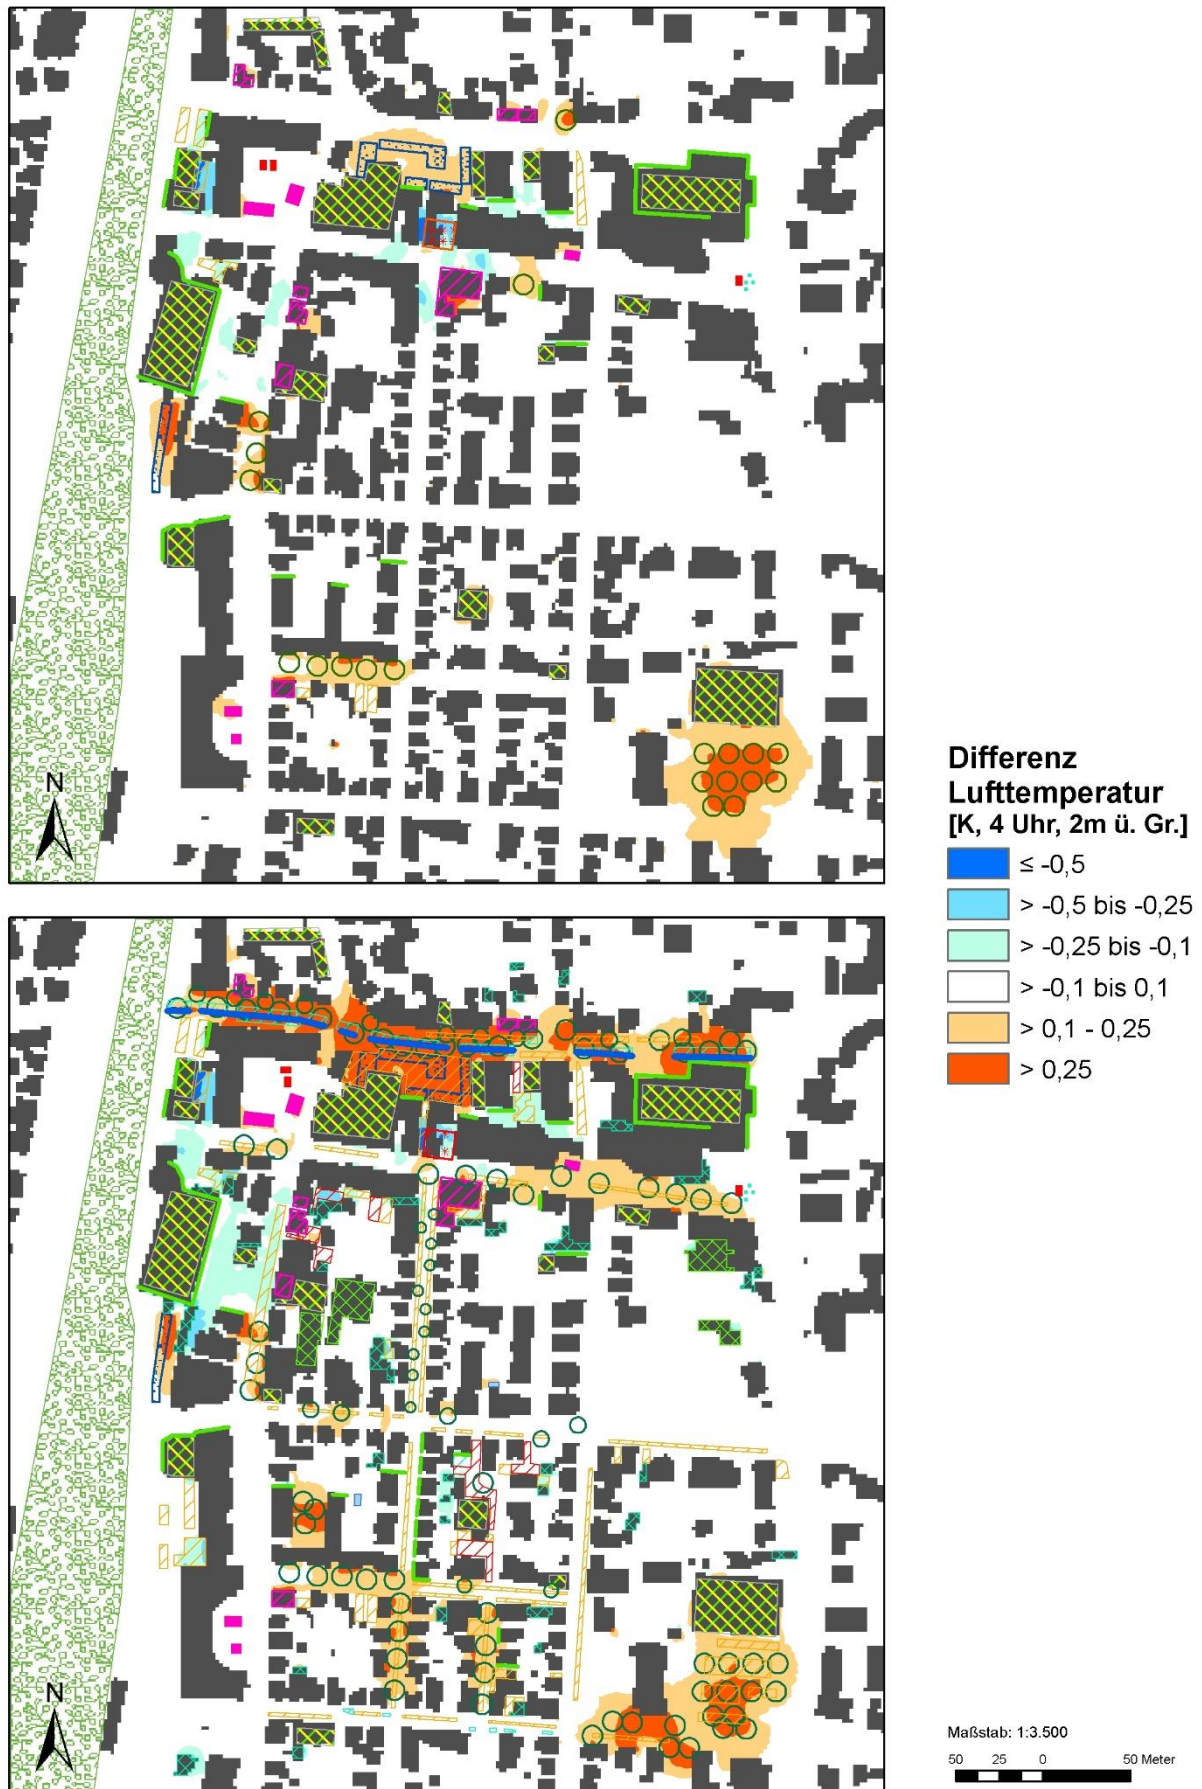 N
Differenz
Lufttemperatur
[K, 4 Uhr, 2m ü. Gr.]
≤ -0,5
> -0,5 bis -0,25
> -0,25 bis -0,1
> -0,1 bis 0,1
> 0,1 - 0,25
> 0,25
N
Maßstab: 1:3.500
50 25 0 50 Meter